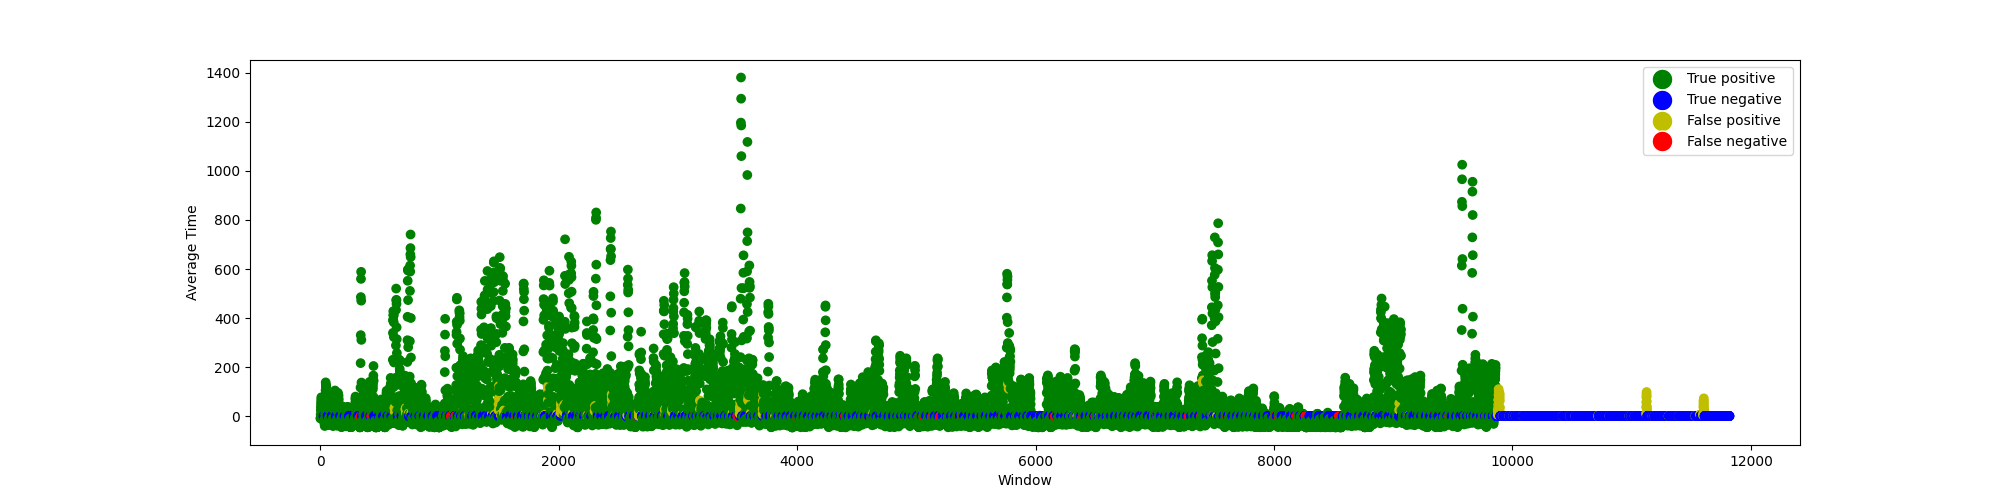 1400
1200
1000
800
600
400
200
0
Average Time
0
2000
4000
6000
8000
10000
12000
Window
True positive
True negative
False positive
False negative